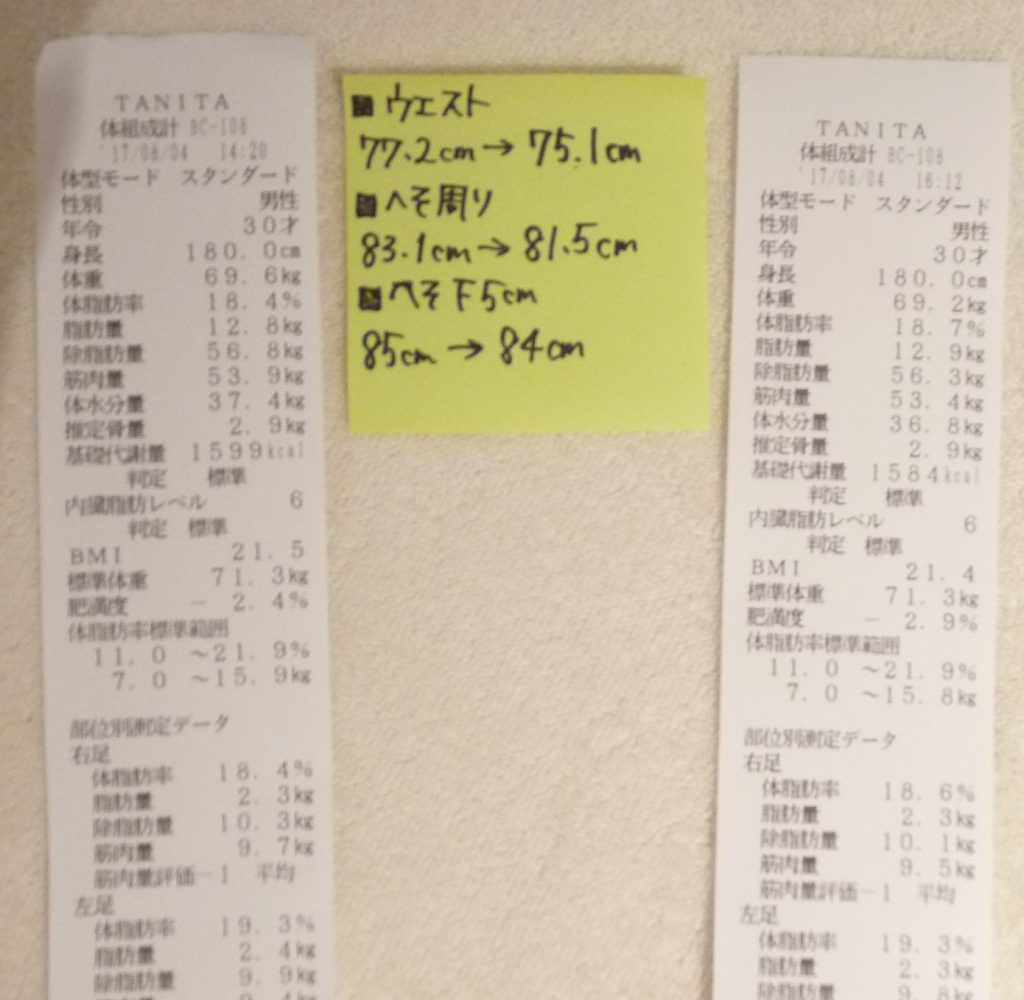 TANITA
体組成計 BC-108
'17/08/04 14:20
体型モード スタンダード
性別 男性
年令 30才
身長 180.0cm
体重 69.6kg
体脂肪率 18.4%
脂肪量 12.8kg
除脂肪量 56.8kg
筋肉量 53.9kg
体水分量 37.4kg
推定骨量 2.9kg
基礎代謝量 1599kcal
判定 標準
内臓脂肪レベル 6
判定 標準
BMI 21.5
標準体重 71.3kg
肥満度 － 2.4%
体脂肪率標準範囲
11.0 ～21.9%
7.0 ～15.9kg
部位別測定データ
右足
体脂肪率 18.4%
脂肪量 2.3kg
除脂肪量 10.3kg
筋肉量 9.7kg
筋肉量評価－1 平均
左足
体脂肪率 19.3%
脂肪量 2.4kg
除脂肪量 9.9kg
■ウエスト
77.2cm→75.1cm
■へそ周り
83.1cm→81.5cm
■へそ下5cm
85cm→84cm
TANITA
体組成計 BC-108
'17/08/04 16:12
体型モード スタンダード
性別 男性
年令 30才
身長 180.0cm
体重 69.2kg
体脂肪率 18.7%
脂肪量 12.9kg
除脂肪量 56.3kg
筋肉量 53.4kg
体水分量 36.8kg
推定骨量 2.9kg
基礎代謝量 1584kcal
判定 標準
内臓脂肪レベル 6
判定 標準
BMI 21.4
標準体重 71.3kg
肥満度 － 2.9%
体脂肪率標準範囲
11.0 ～21.9%
7.0 ～15.8kg
部位別測定データ
右足
体脂肪率 18.6%
脂肪量 2.3kg
除脂肪量 10.1kg
筋肉量 9.5kg
筋肉量評価－1 平均
左足
体脂肪率 19.3%
脂肪量 2.3kg
除脂肪量 9.8kg